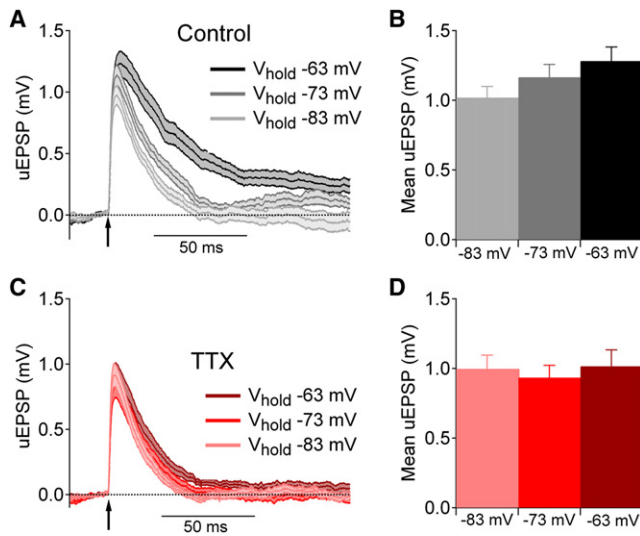 A
Control
uEPSP (mV)
1.5
1.0
0.5
0.0
Vhold -63 mV
Vhold -73 mV
Vhold -83 mV
50 ms
B
Mean uEPSP (mV)
1.5
1.0
0.5
0.0
-83 mV -73 mV -63 mV
C
TTX
uEPSP (mV)
1.5
1.0
0.5
0.0
Vhold -63 mV
Vhold -73 mV
Vhold -83 mV
50 ms
D
Mean uEPSP (mV)
1.5
1.0
0.5
0.0
-83 mV -73 mV -63 mV